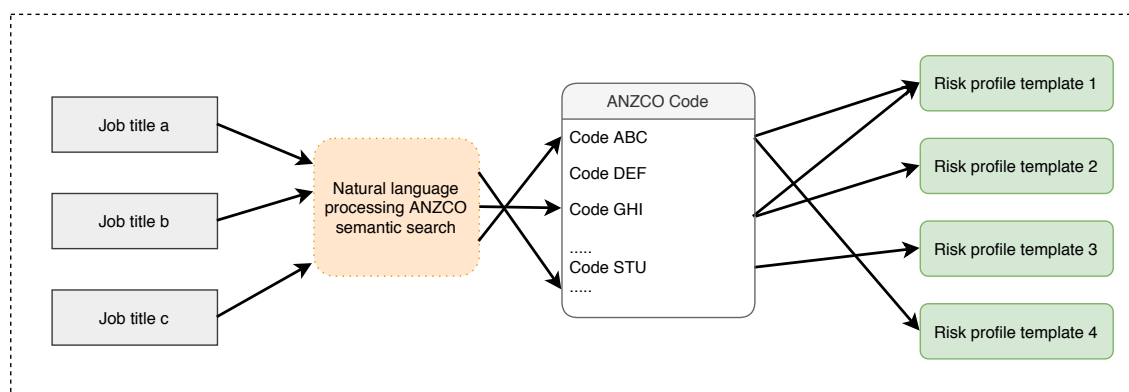 Job title a
Job title b
Job title c
Natural language
processing ANZCO
semantic search
ANZCO Code
Code ABC
Code DEF
Code GHI
.....
Code STU
.....
Risk profile template 1
Risk profile template 2
Risk profile template 3
Risk profile template 4